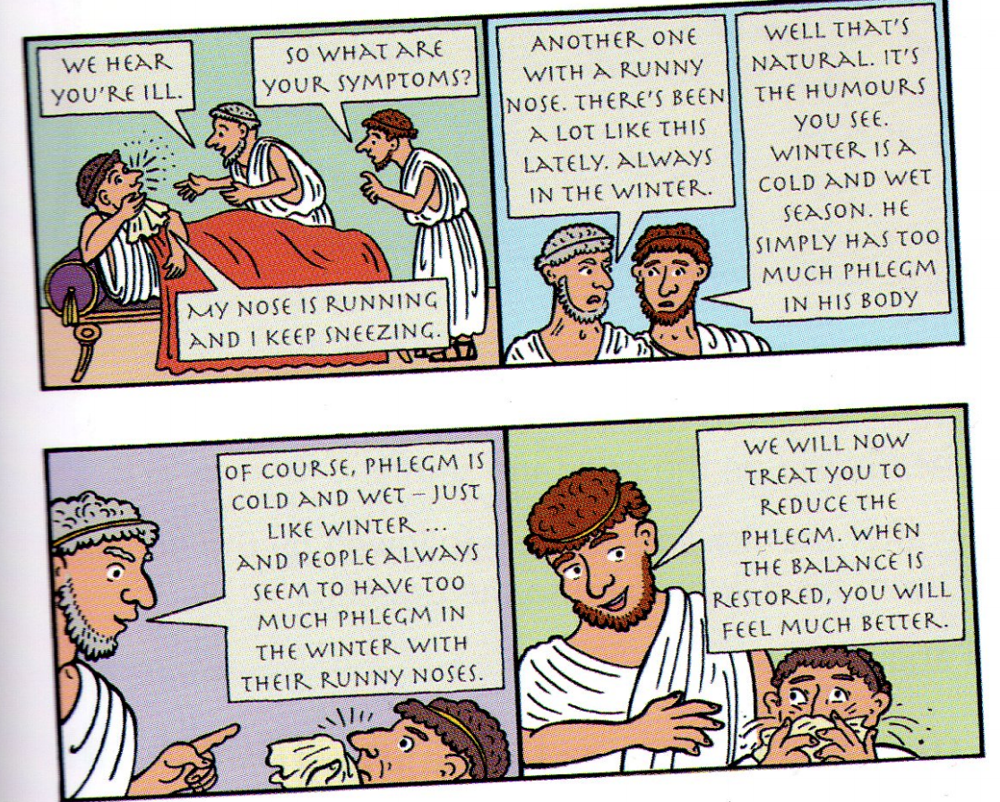 WE HEAR
YOU'RE ILL.
SO WHAT ARE
YOUR SYMPTOMS?
MY NOSE IS RUNNING
AND I KEEP SNEEZING.
ANOTHER ONE
WITH A RUNNY
NOSE. THERE'S BEEN
A LOT LIKE THIS
LATELY. ALWAYS
IN THE WINTER.
WELL THAT'S
NATURAL. IT'S
THE HUMOURS
YOU SEE.
WINTER IS A
COLD AND WET
SEASON. HE
SIMPLY HAS TOO
MUCH PHLEGM
IN HIS BODY
OF COURSE, PHLEGM IS
COLD AND WET – JUST
LIKE WINTER ...
AND PEOPLE ALWAYS
SEEM TO HAVE TOO
MUCH PHLEGM IN
THE WINTER WITH
THEIR RUNNY NOSES.
WE WILL NOW
TREAT YOU TO
REDUCE THE
PHLEGM. WHEN
THE BALANCE IS
RESTORED, YOU WILL
FEEL MUCH BETTER.